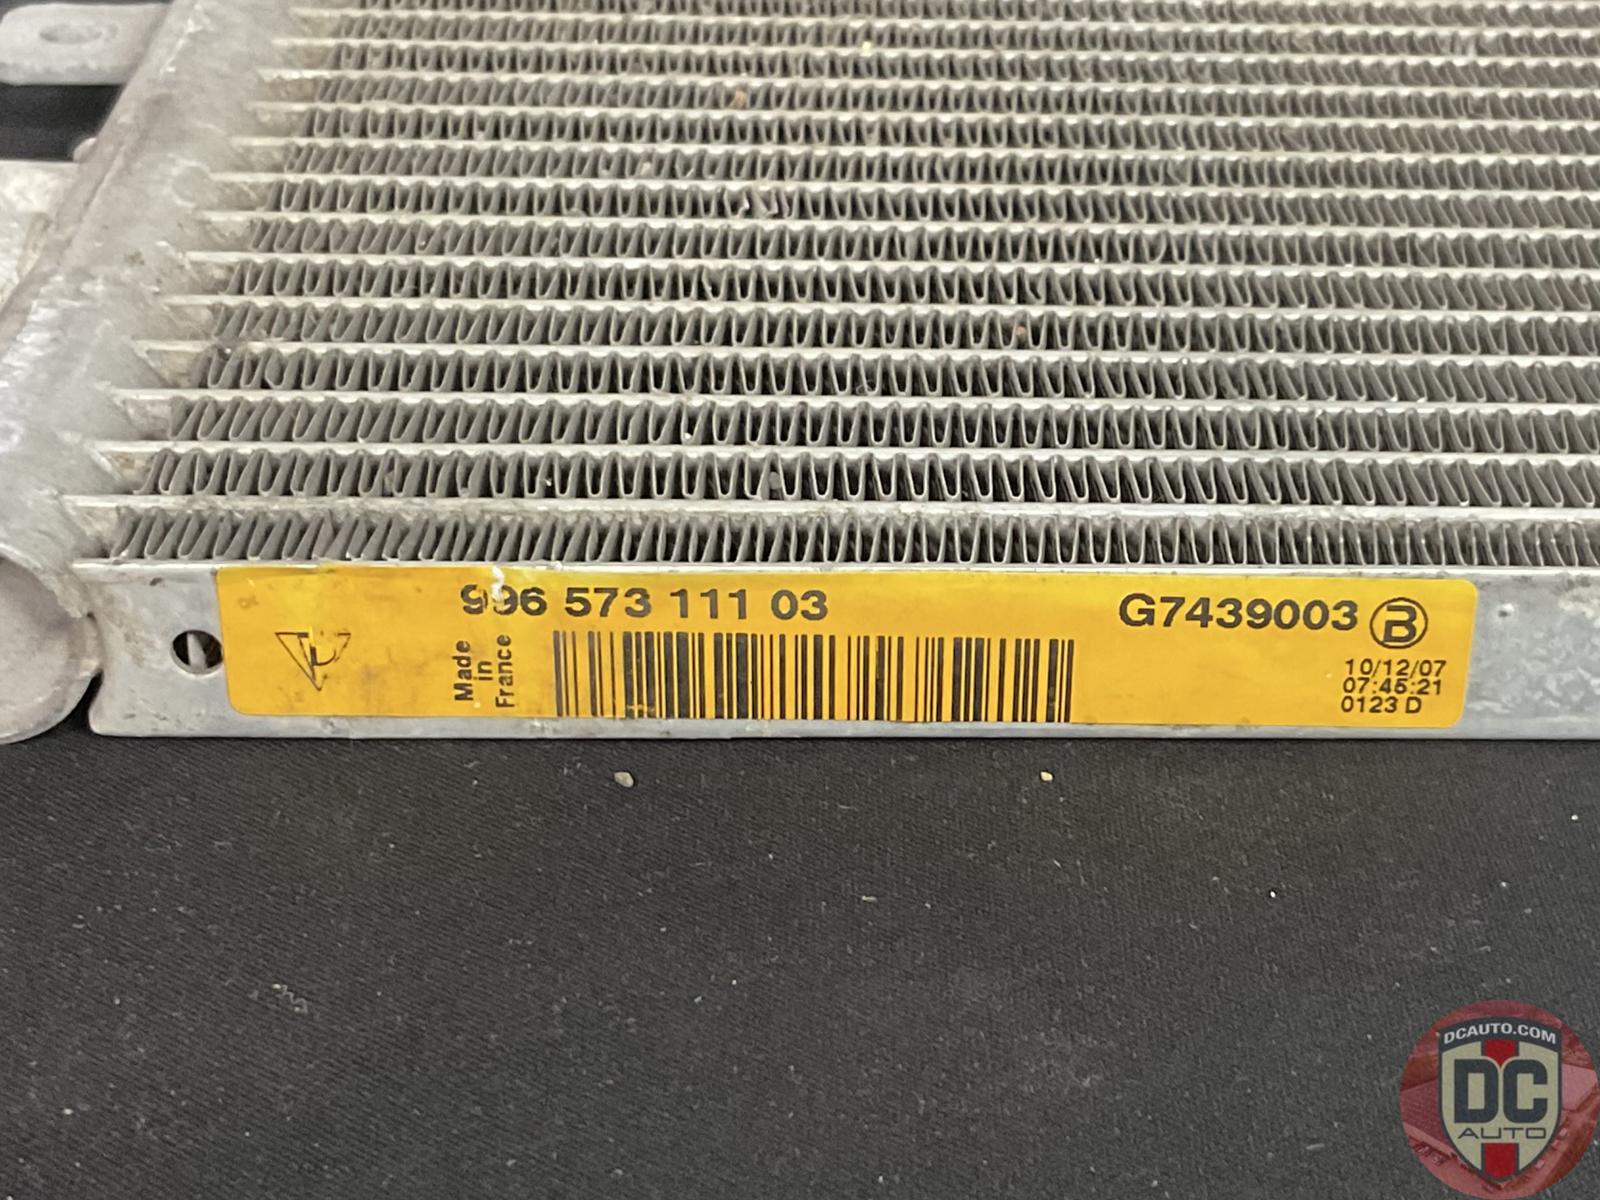 996 573 111 03
Made
in
France
G7439003 B
10/12/07
07:45:21
0123 D
DCAUTO.COM
DC
AUTO